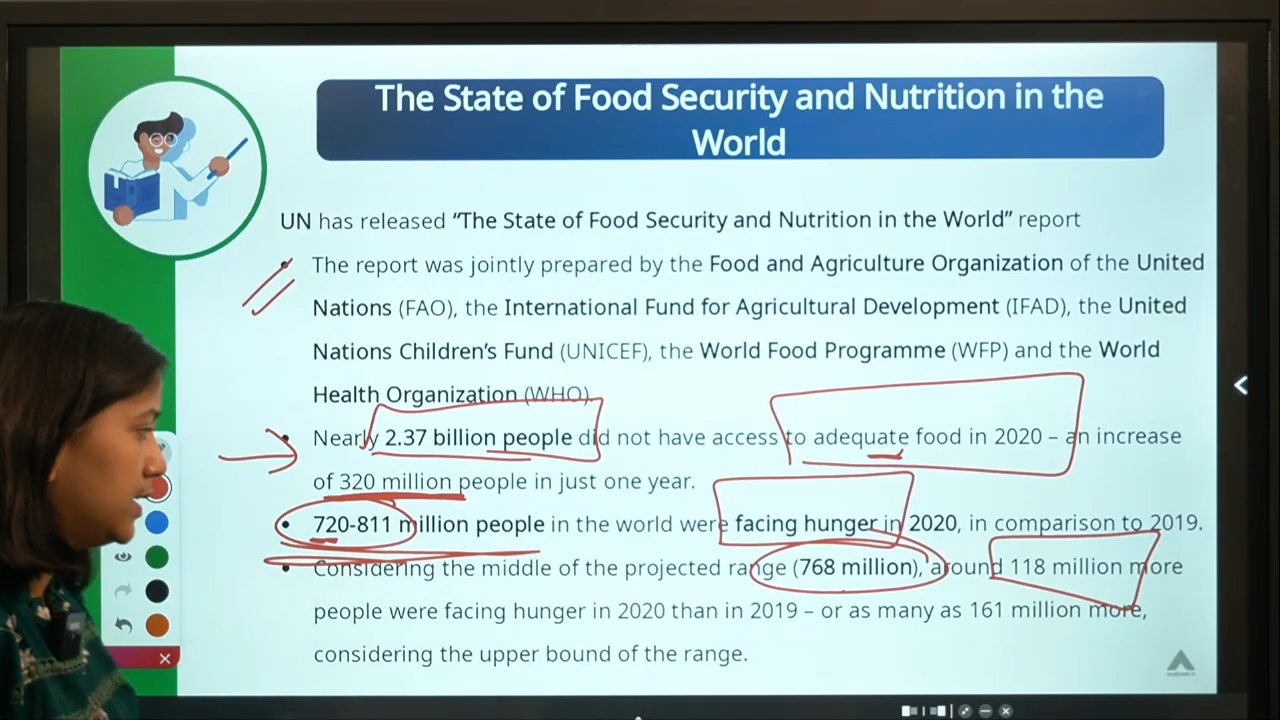 The State of Food Security and Nutrition in the
World
UN has released “The State of Food Security and Nutrition in the World” report
• The report was jointly prepared by the Food and Agriculture Organization of the United
Nations (FAO), the International Fund for Agricultural Development (IFAD), the United
Nations Children’s Fund (UNICEF), the World Food Programme (WFP) and the World
Health Organization (WHO).
• Nearly 2.37 billion people did not have access to adequate food in 2020 – an increase
of 320 million people in just one year.
• 720-811 million people in the world were facing hunger in 2020, in comparison to 2019.
• Considering the middle of the projected range (768 million), around 118 million more
people were facing hunger in 2020 than in 2019 – or as many as 161 million more,
considering the upper bound of the range.